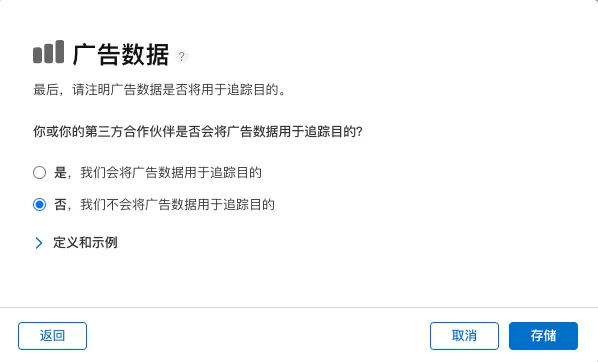 广告数据 ?
最后，请注明广告数据是否将用于追踪目的。
你或你的第三方合作伙伴是否会将广告数据用于追踪目的?
是，我们会将广告数据用于追踪目的
否，我们不会将广告数据用于追踪目的
定义和示例
返回
取消
存储